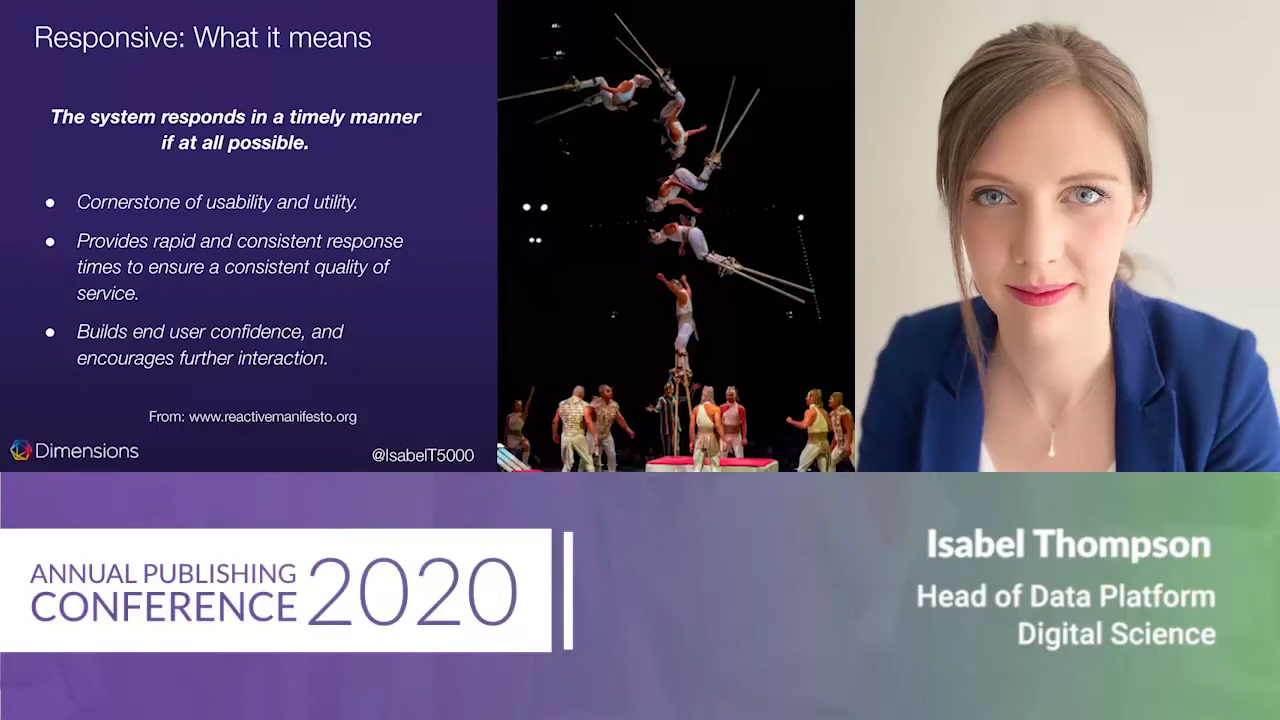 Responsive: What it means
The system responds in a timely manner
if at all possible.
● Cornerstone of usability and utility.
● Provides rapid and consistent response
times to ensure a consistent quality of
service.
● Builds end user confidence, and
encourages further interaction.
From: www.reactivemanifesto.org
Dimensions
@IsabelT5000
ANNUAL PUBLISHING
CONFERENCE 2020
Isabel Thompson
Head of Data Platform
Digital Science